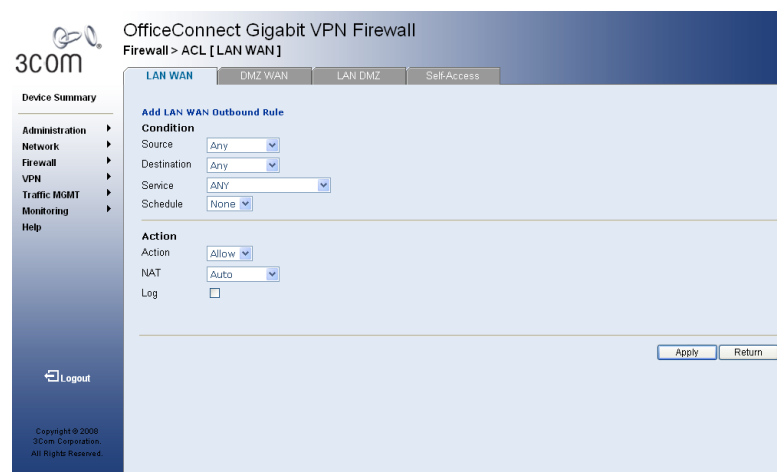 3COM
OfficeConnect Gigabit VPN Firewall
Firewall > ACL [ LAN WAN ]
LAN WAN
DMZ WAN
LAN DMZ
Self-Access
Device Summary
Administration
Network
Firewall
VPN
Traffic MGMT
Monitoring
Help
Logout
Copyright © 2008
3Com Corporation.
All Rights Reserved.
Add LAN WAN Outbound Rule
Condition
Source Any
Destination Any
Service ANY
Schedule None
Action
Action Allow
NAT Auto
Log
Apply Return